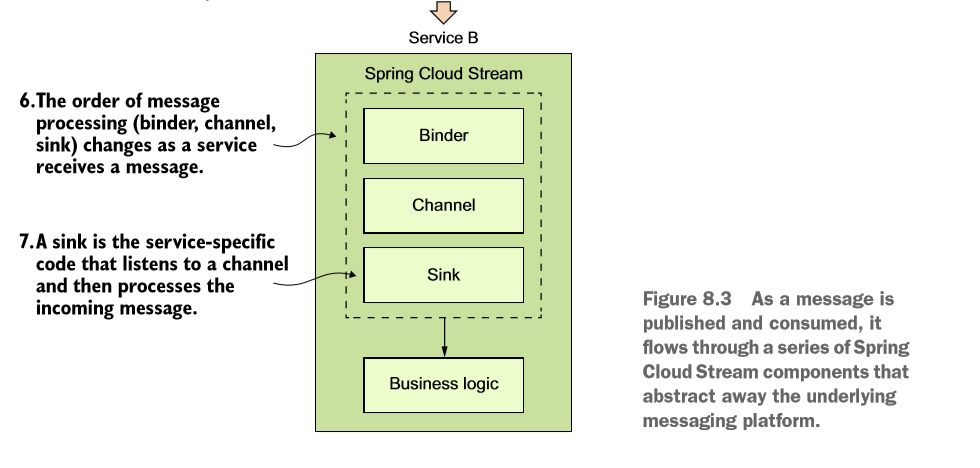 Service B
Spring Cloud Stream
6.The order of message
processing (binder, channel,
sink) changes as a service
receives a message.
Binder
Channel
7.A sink is the service-specific
code that listens to a channel
and then processes the
incoming message.
Sink
Business logic
Figure 8.3 As a message is
published and consumed, it
flows through a series of Spring
Cloud Stream components that
abstract away the underlying
messaging platform.